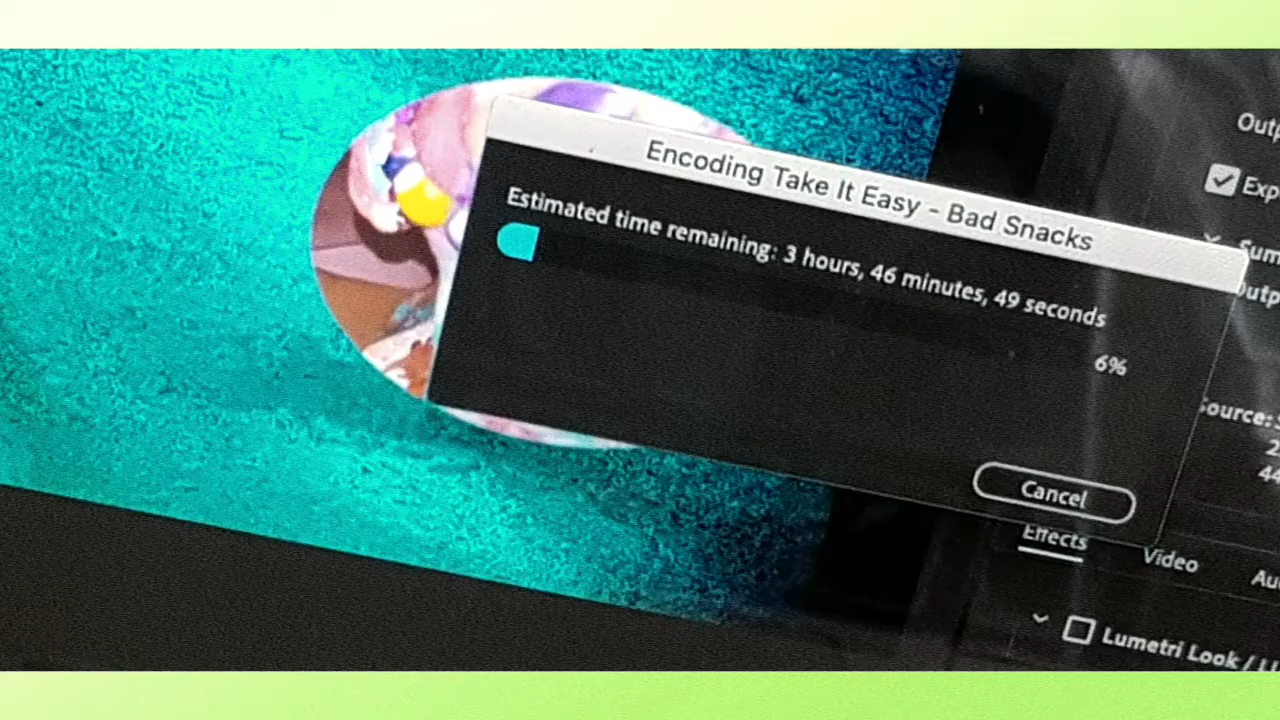 Encoding Take It Easy - Bad Snacks
Estimated time remaining: 3 hours, 46 minutes, 49 seconds
6%
Cancel
Effects
Video
Lumetri Look /